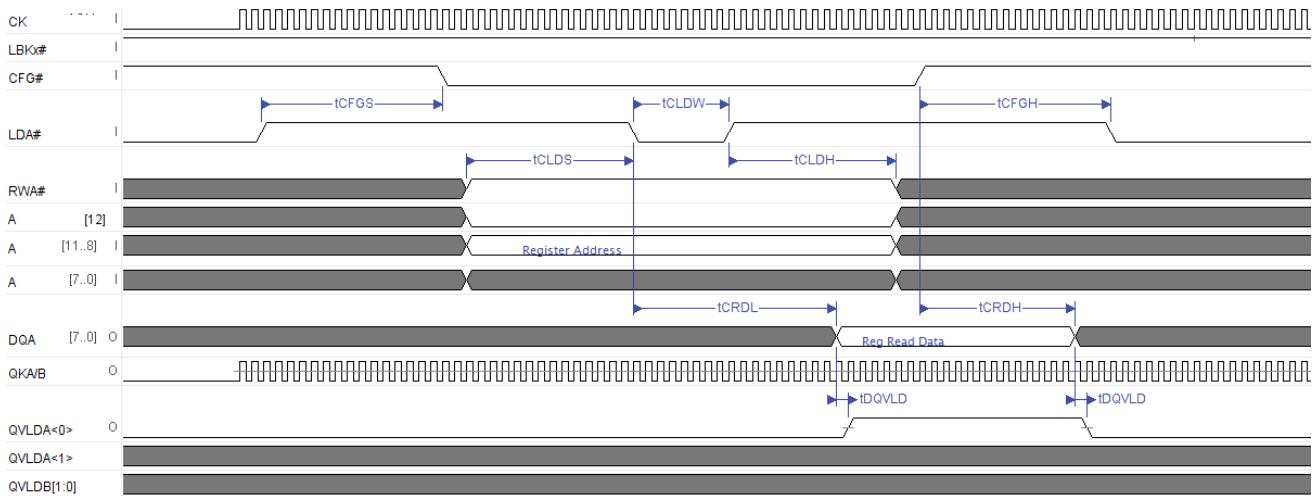 CK I
LBKx# I
CFG# I
tCFGS tCLDW tCFGH
LDA# I
tCLDS tCLDH
RWA# I
A [12]
A [11..8] I Register Address
A [7..0] I
tCRDL tCRDH
DQA [7..0] O Reg Read Data
QKA/B O
tDQVLD tDQVLD
QVLDA<0> O
QVLDA<1>
QVLDB[1:0]